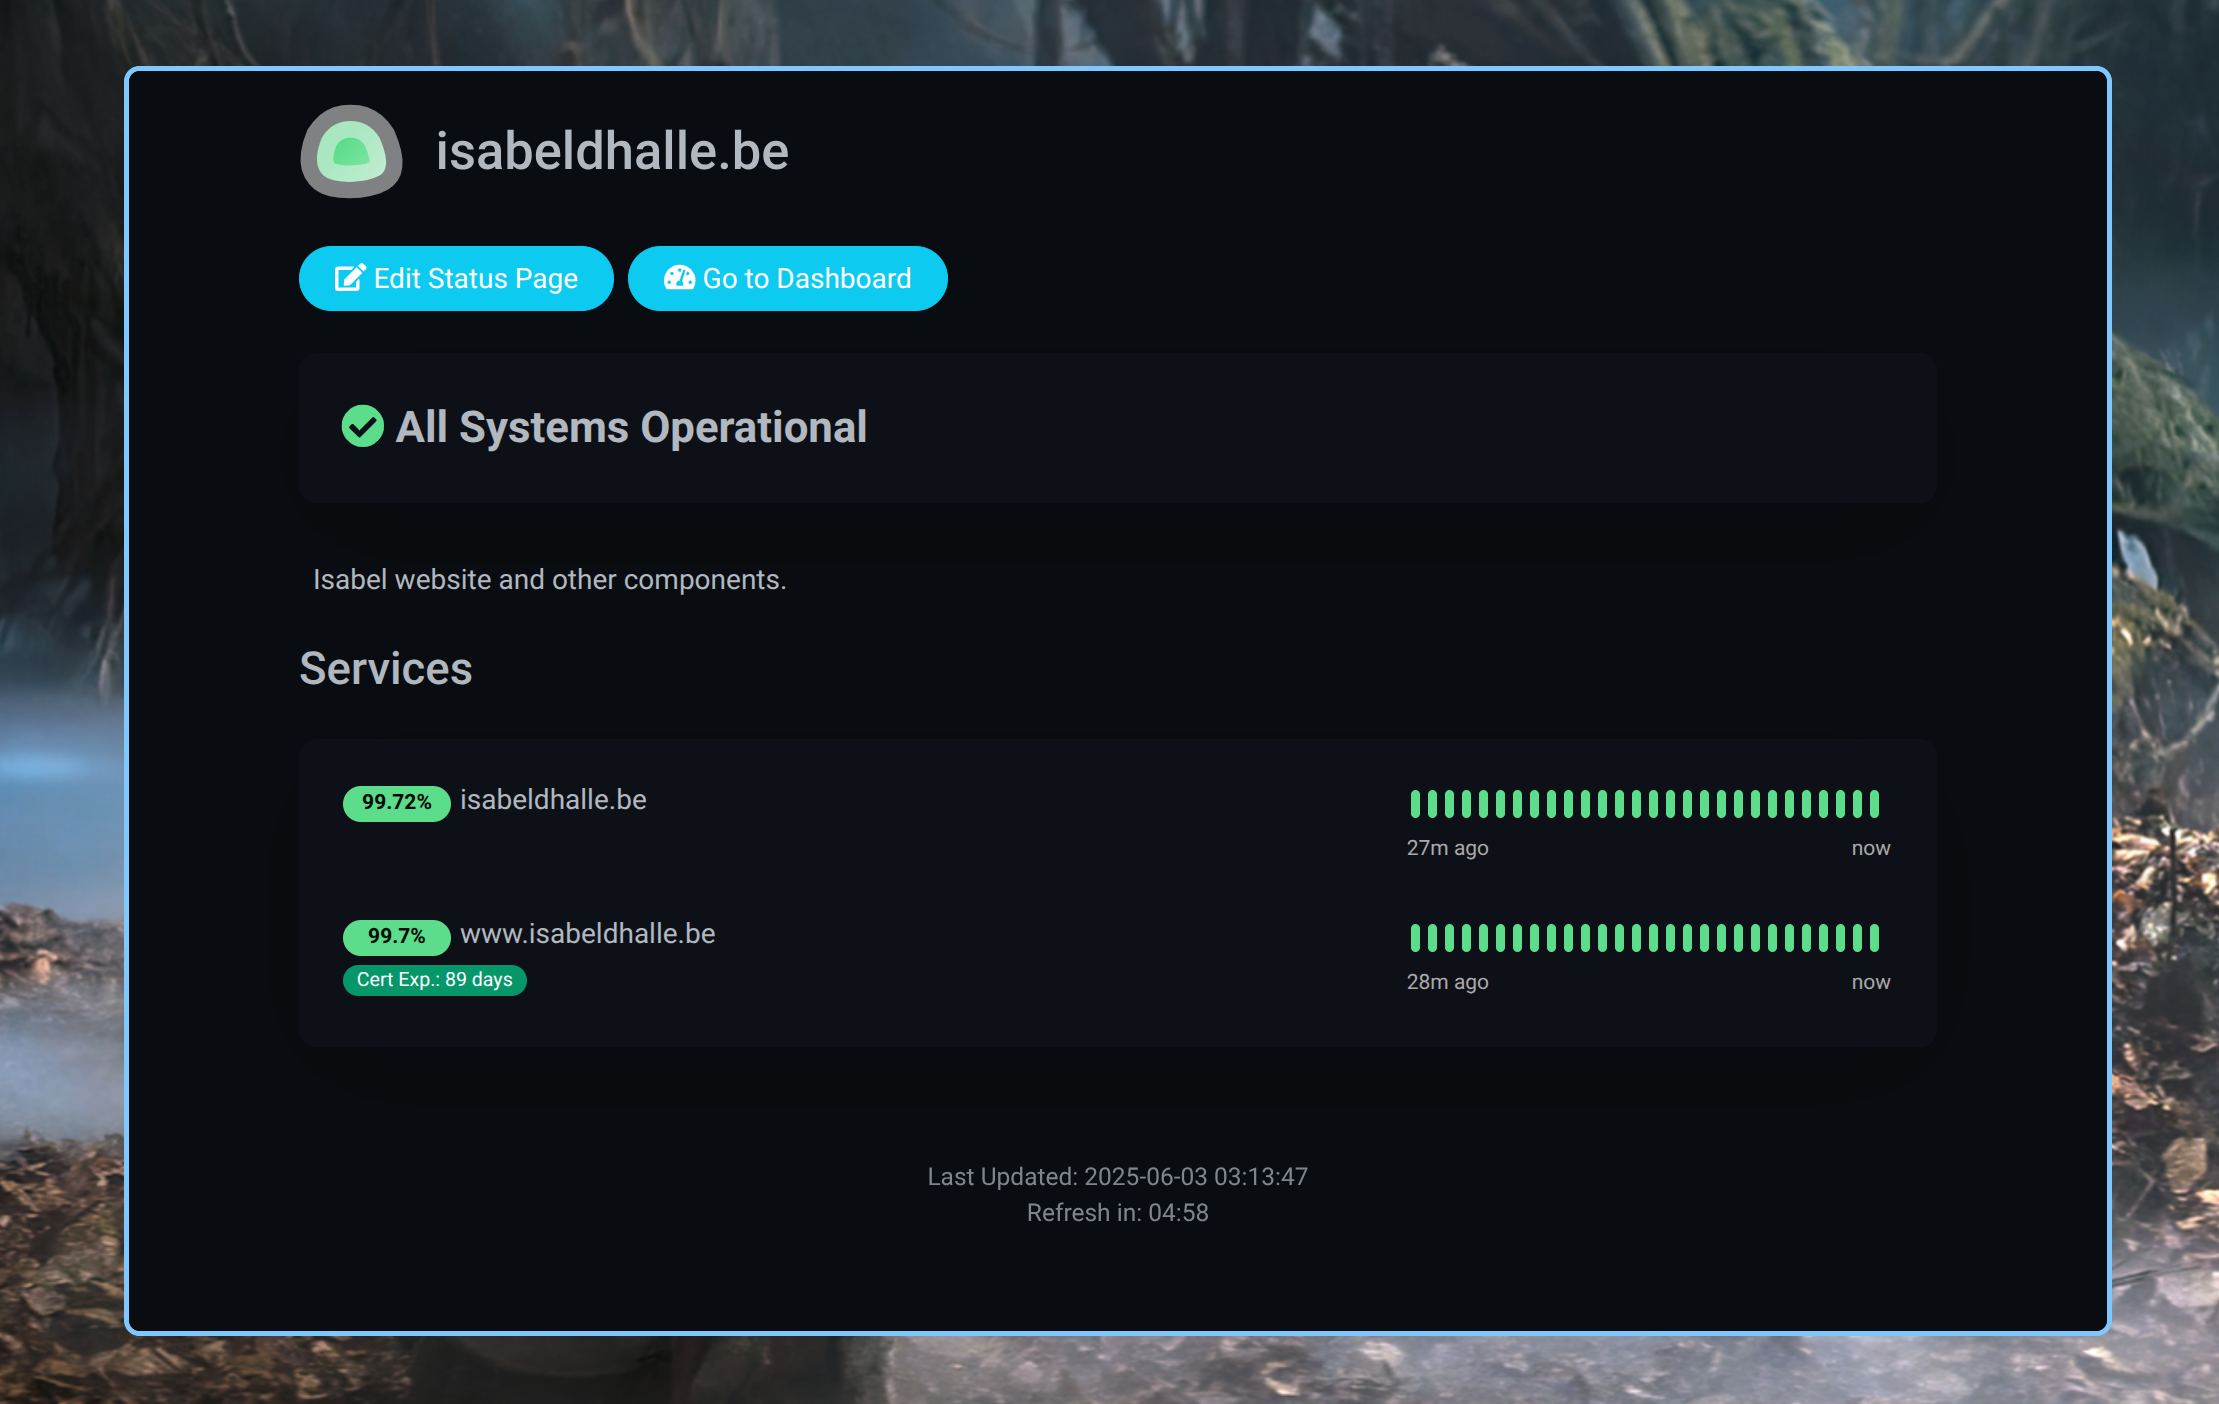 isabeldhalle.be
Edit Status Page
Go to Dashboard
All Systems Operational
Isabel website and other components.
Services
99.72% isabeldhalle.be
27m ago now
99.7% www.isabeldhalle.be
Cert Exp.: 89 days
28m ago now
Last Updated: 2025-06-03 03:13:47
Refresh in: 04:58